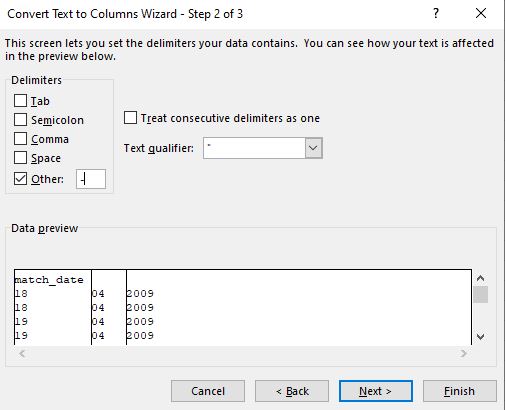 Convert Text to Columns Wizard - Step 2 of 3
?
This screen lets you set the delimiters your data contains. You can see how your text is affected
in the preview below.
Delimiters
Tab
Semicolon
Comma
Space
Other: -
Treat consecutive delimiters as one
Text qualifier: "
Data preview
match_date
18 04 2009
18 04 2009
19 04 2009
19 04 2009
Cancel < Back Next > Finish